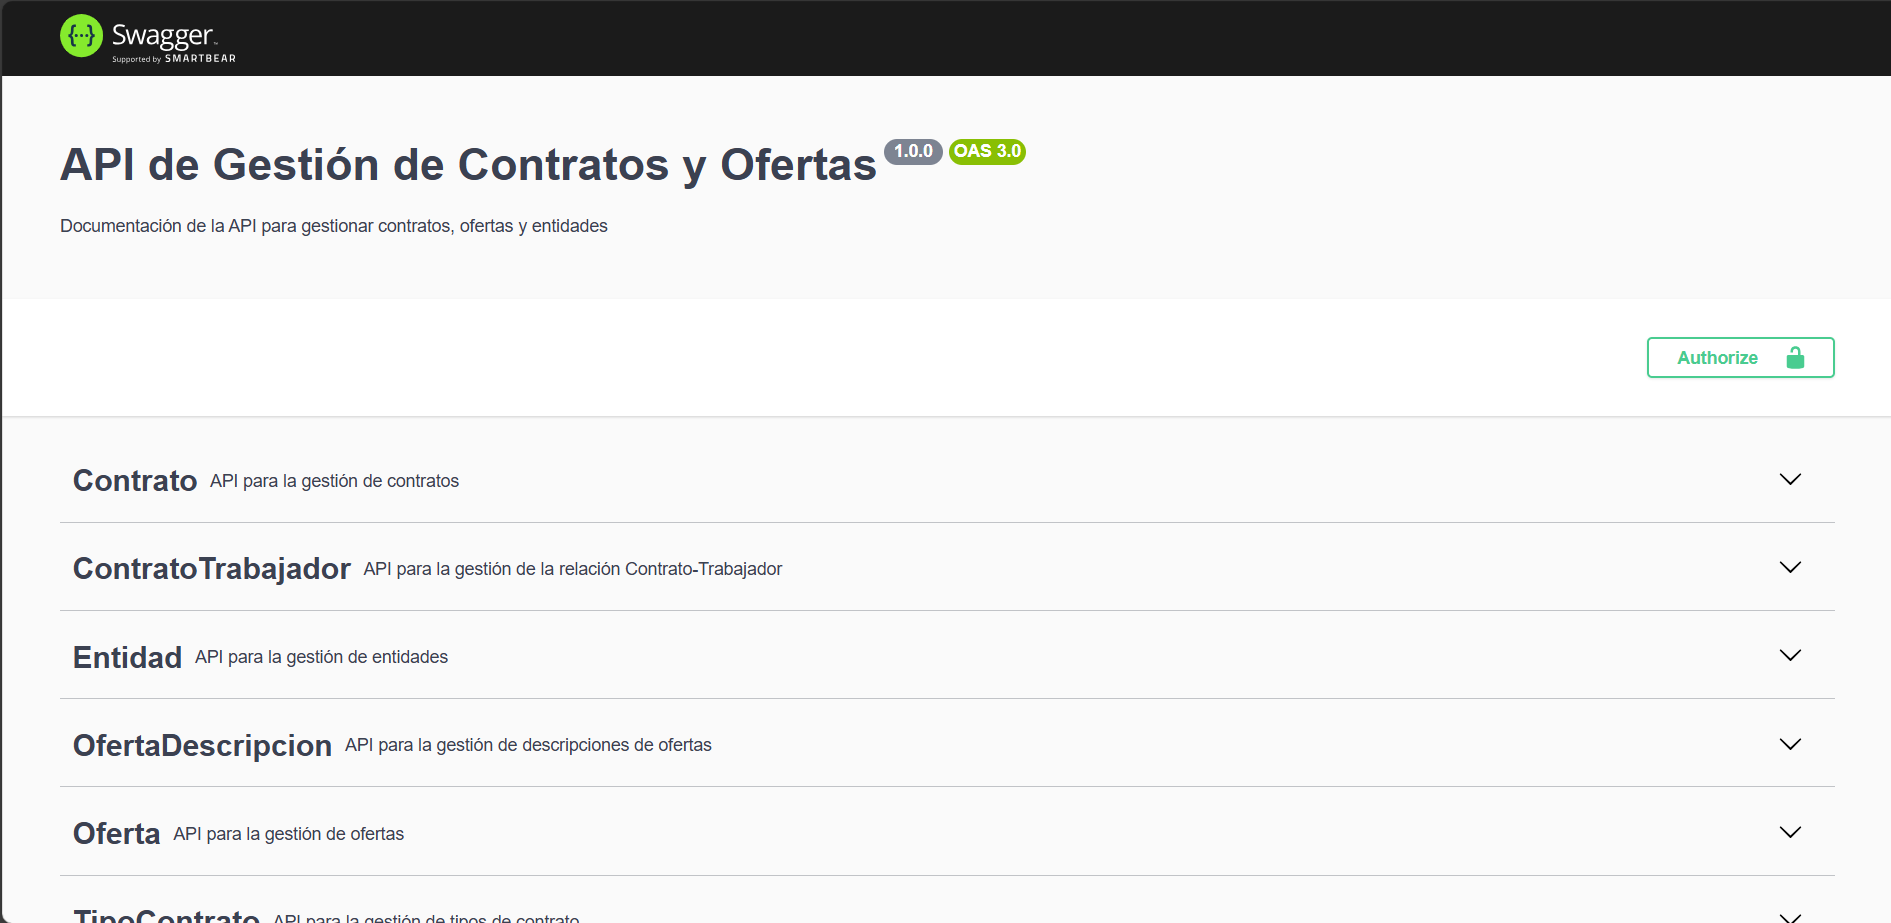 Swagger™
Supported by SMARTBEAR
API de Gestión de Contratos y Ofertas 1.0.0 OAS 3.0
Documentación de la API para gestionar contratos, ofertas y entidades
Authorize
Contrato API para la gestión de contratos
ContratoTrabajador API para la gestión de la relación Contrato-Trabajador
Entidad API para la gestión de entidades
OfertaDescripcion API para la gestión de descripciones de ofertas
Oferta API para la gestión de ofertas
TipoContrato API para la gestión de tipos de contrato